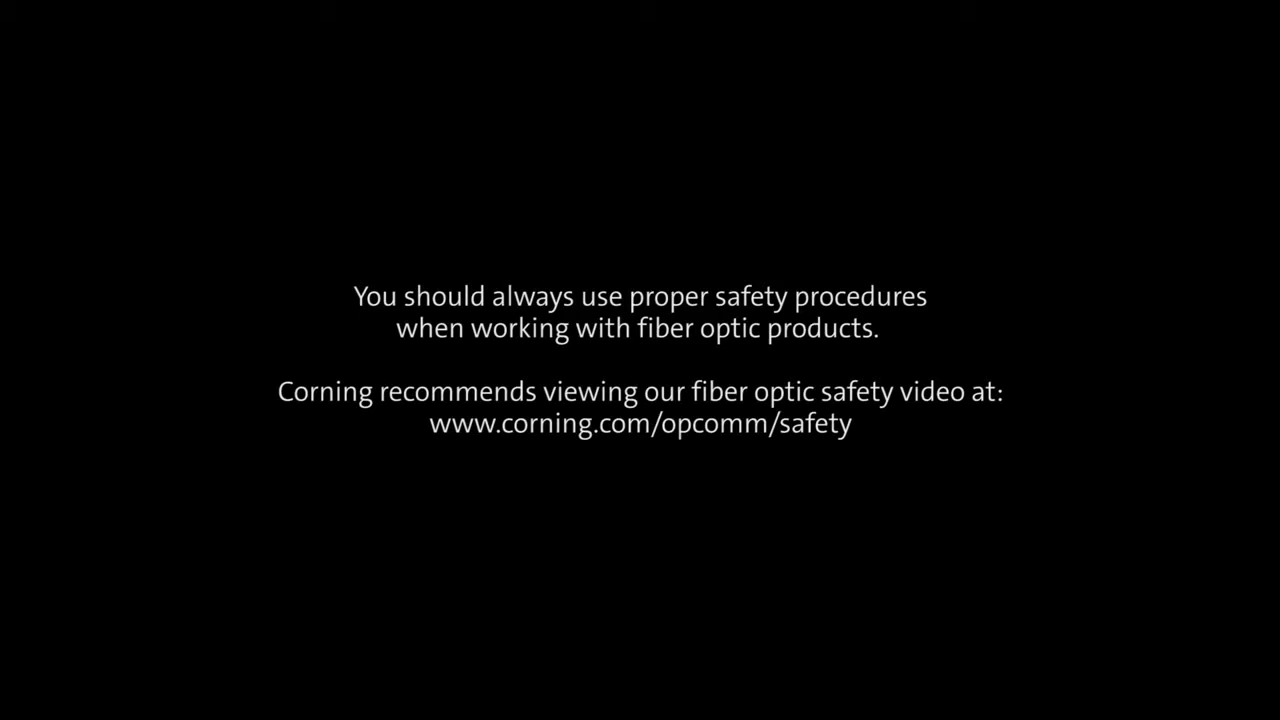 You should always use proper safety procedures
when working with fiber optic products.
Corning recommends viewing our fiber optic safety video at:
www.corning.com/opcomm/safety